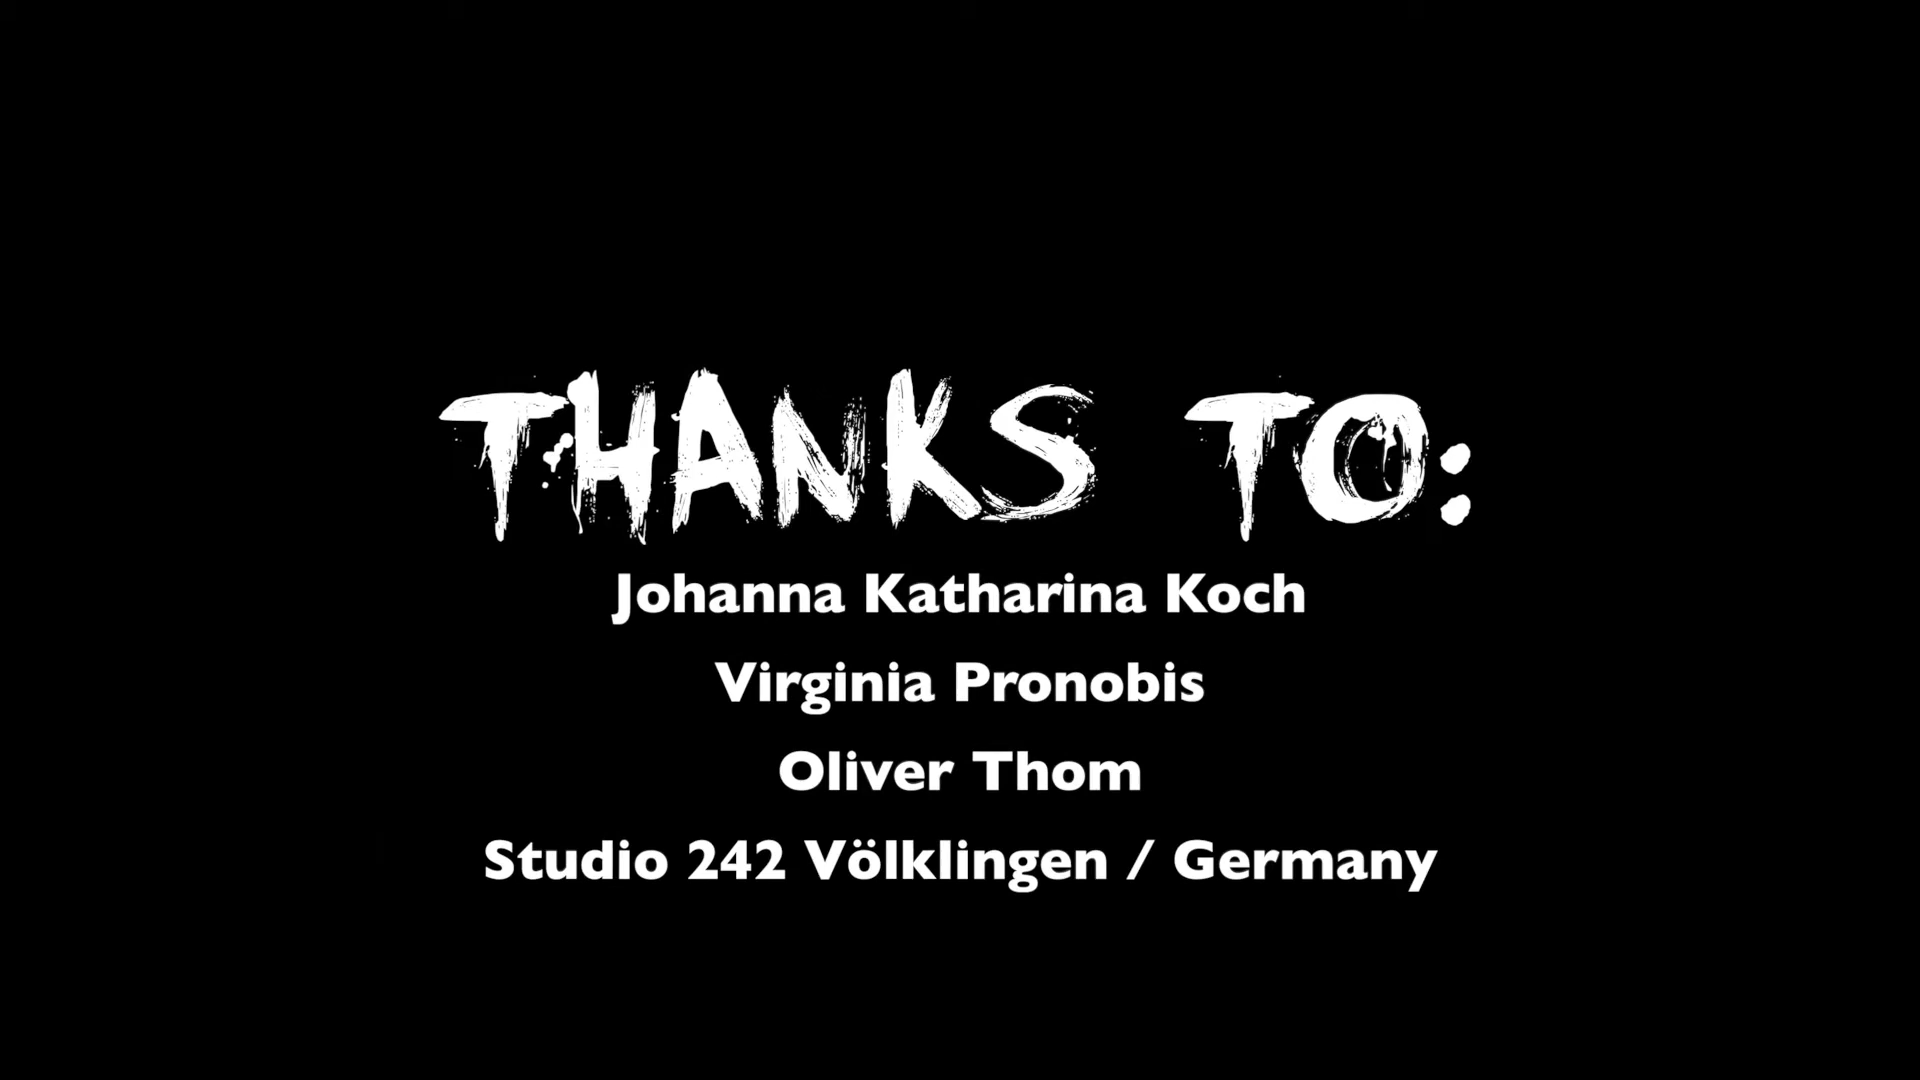 THANKS TO:
Johanna Katharina Koch
Virginia Pronobis
Oliver Thom
Studio 242 Völklingen / Germany